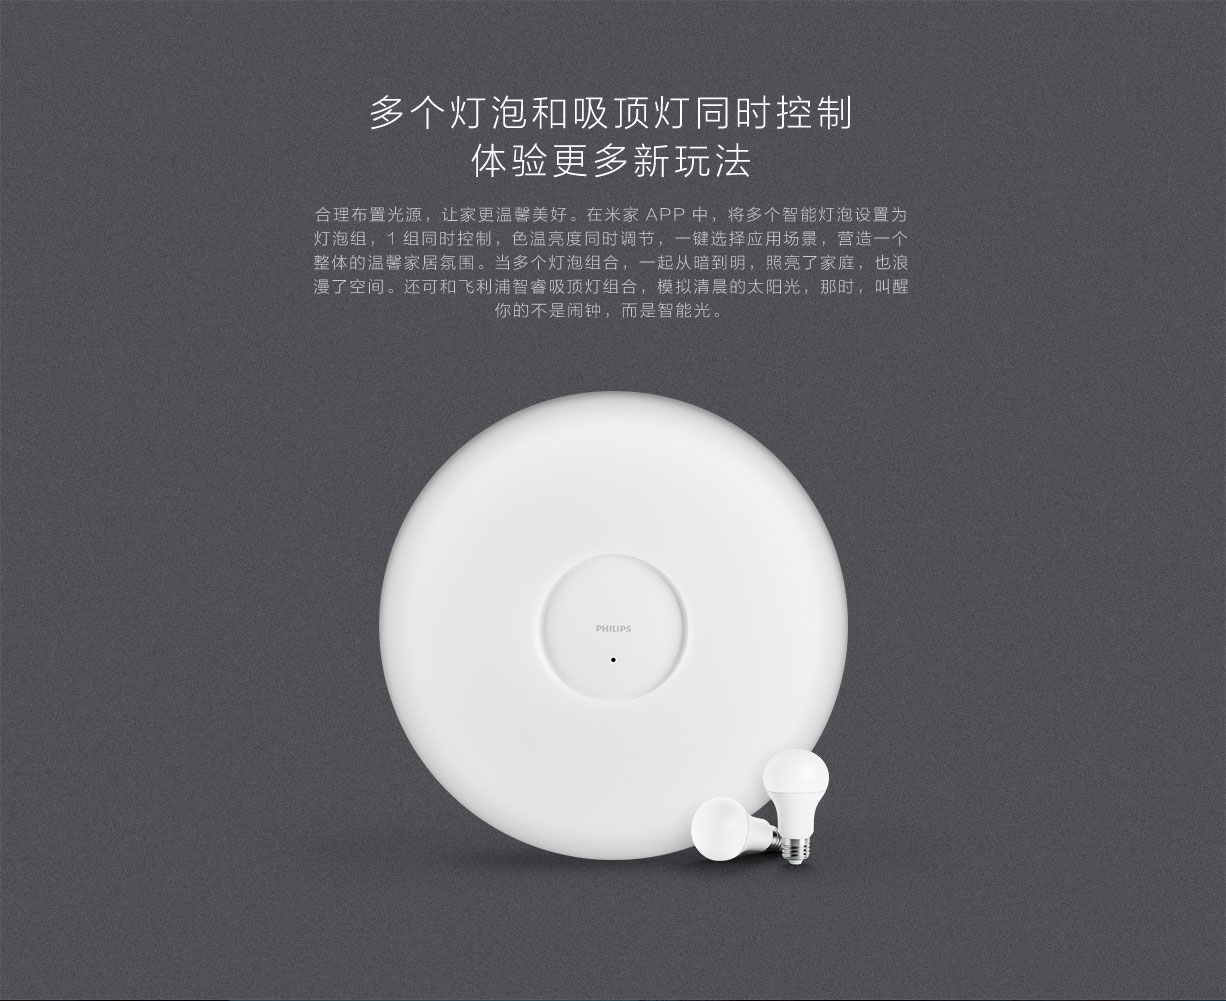 多个灯泡和吸顶灯同时控制
体验更多新玩法
合理布置光源，让家更温馨美好。在米家 APP 中，将多个智能灯泡设置为
灯泡组，1 组同时控制，色温亮度同时调节，一键选择应用场景，营造一个
整体的温馨家居氛围。当多个灯泡组合，一起从暗到明，照亮了家庭，也浪
漫了空间。还可和飞利浦智睿吸顶灯组合，模拟清晨的太阳光，那时，叫醒
你的不是闹钟，而是智能光。
PHILIPS